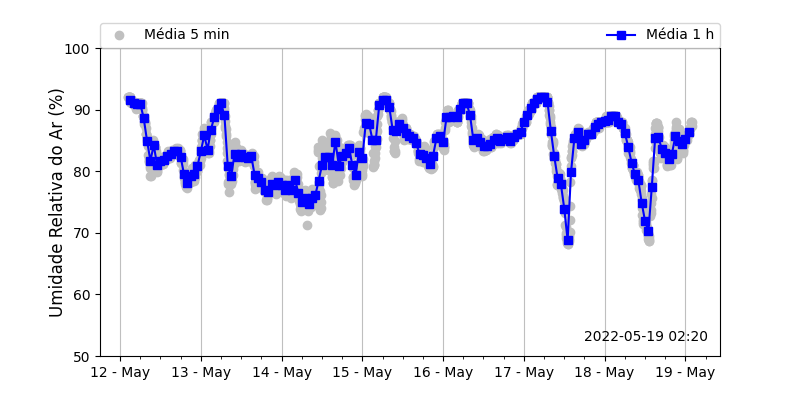 Média 5 min
Média 1 h
100
90
80
70
60
50
Umidade Relativa do Ar (%)
2022-05-19 02:20
12 - May
13 - May
14 - May
15 - May
16 - May
17 - May
18 - May
19 - May